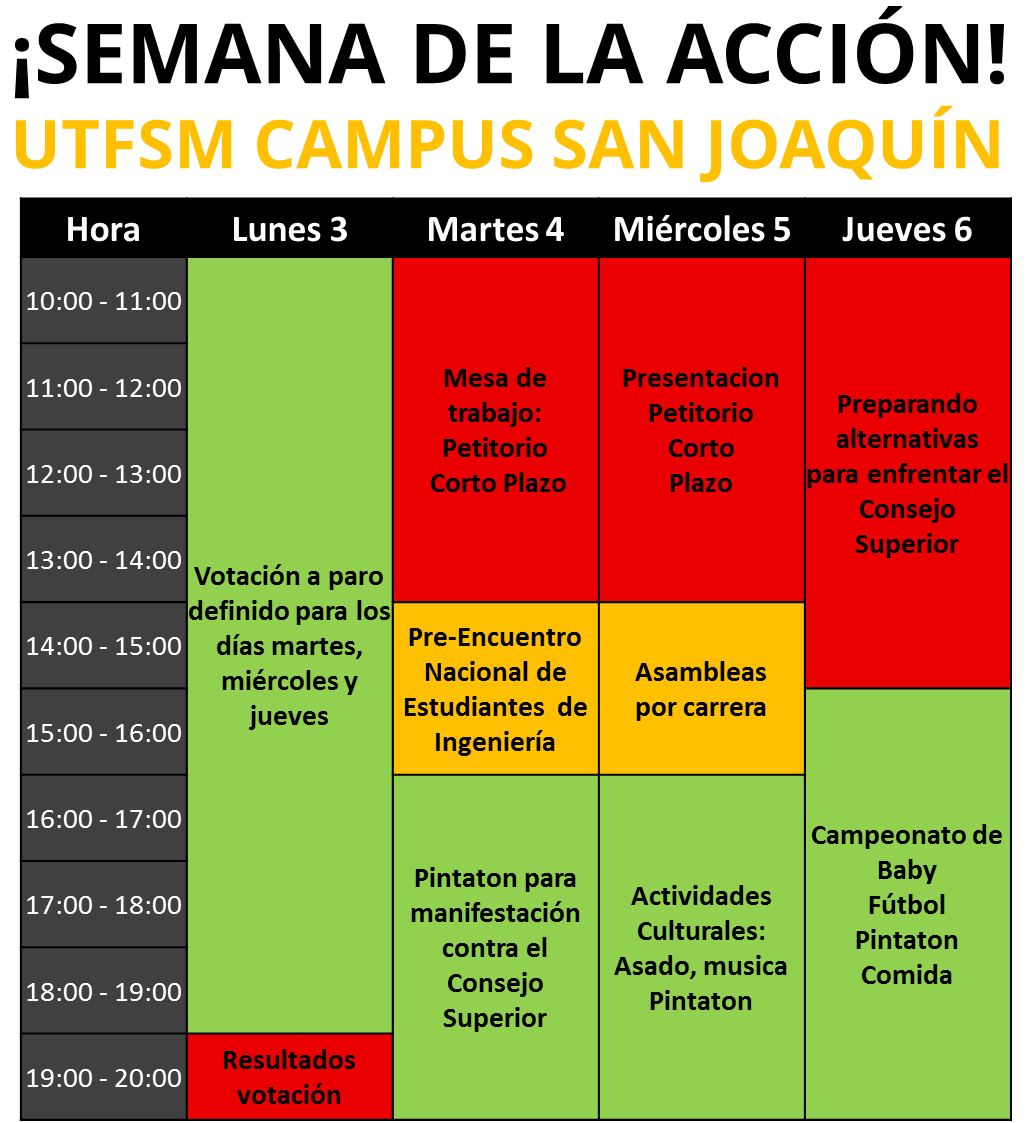 ¡SEMANA DE LA ACCIÓN!
UTFSM CAMPUS SAN JOAQUÍN
Hora Lunes 3 Martes 4 Miércoles 5 Jueves 6
10:00 - 11:00
11:00 - 12:00
12:00 - 13:00
13:00 - 14:00
14:00 - 15:00
15:00 - 16:00
16:00 - 17:00
17:00 - 18:00
18:00 - 19:00
19:00 - 20:00
Votación a paro
definido para los
días martes,
miércoles y
jueves
Resultados
votación
Mesa de
trabajo:
Petitorio
Corto Plazo
Pre-Encuentro
Nacional de
Estudiantes de
Ingeniería
Pintaton para
manifestación
contra el
Consejo
Superior
Presentacion
Petitorio
Corto
Plazo
Asambleas
por carrera
Actividades
Culturales:
Asado, musica
Pintaton
Preparando
alternativas
para enfrentar el
Consejo
Superior
Campeonato de
Baby
Fútbol
Pintaton
Comida